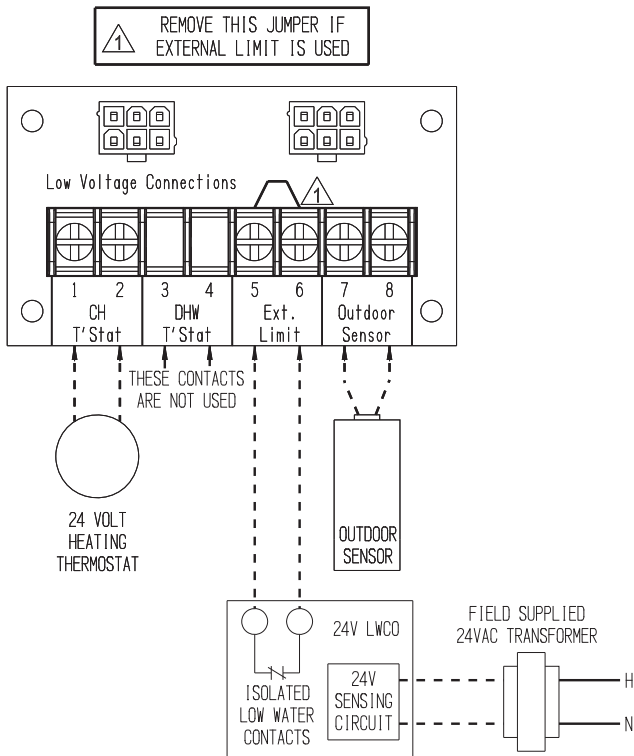 1
REMOVE THIS JUMPER IF
EXTERNAL LIMIT IS USED
Low Voltage Connections
1
1 2 3 4 5 6 7 8
CH
T'Stat
DHW
T'Stat
Ext.
Limit
Outdoor
Sensor
THESE CONTACTS
ARE NOT USED
24 VOLT
HEATING
THERMOSTAT
OUTDOOR
SENSOR
24V LWCO
ISOLATED
LOW WATER
CONTACTS
24V
SENSING
CIRCUIT
FIELD SUPPLIED
24VAC TRANSFORMER
H
N